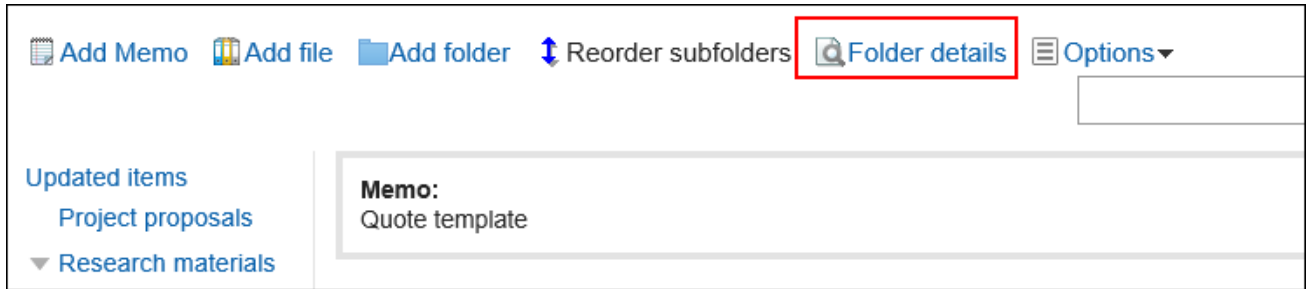 Add Memo Add file Add folder Reorder subfolders Folder details Options
Updated items
Project proposals
Research materials
Memo:
Quote template